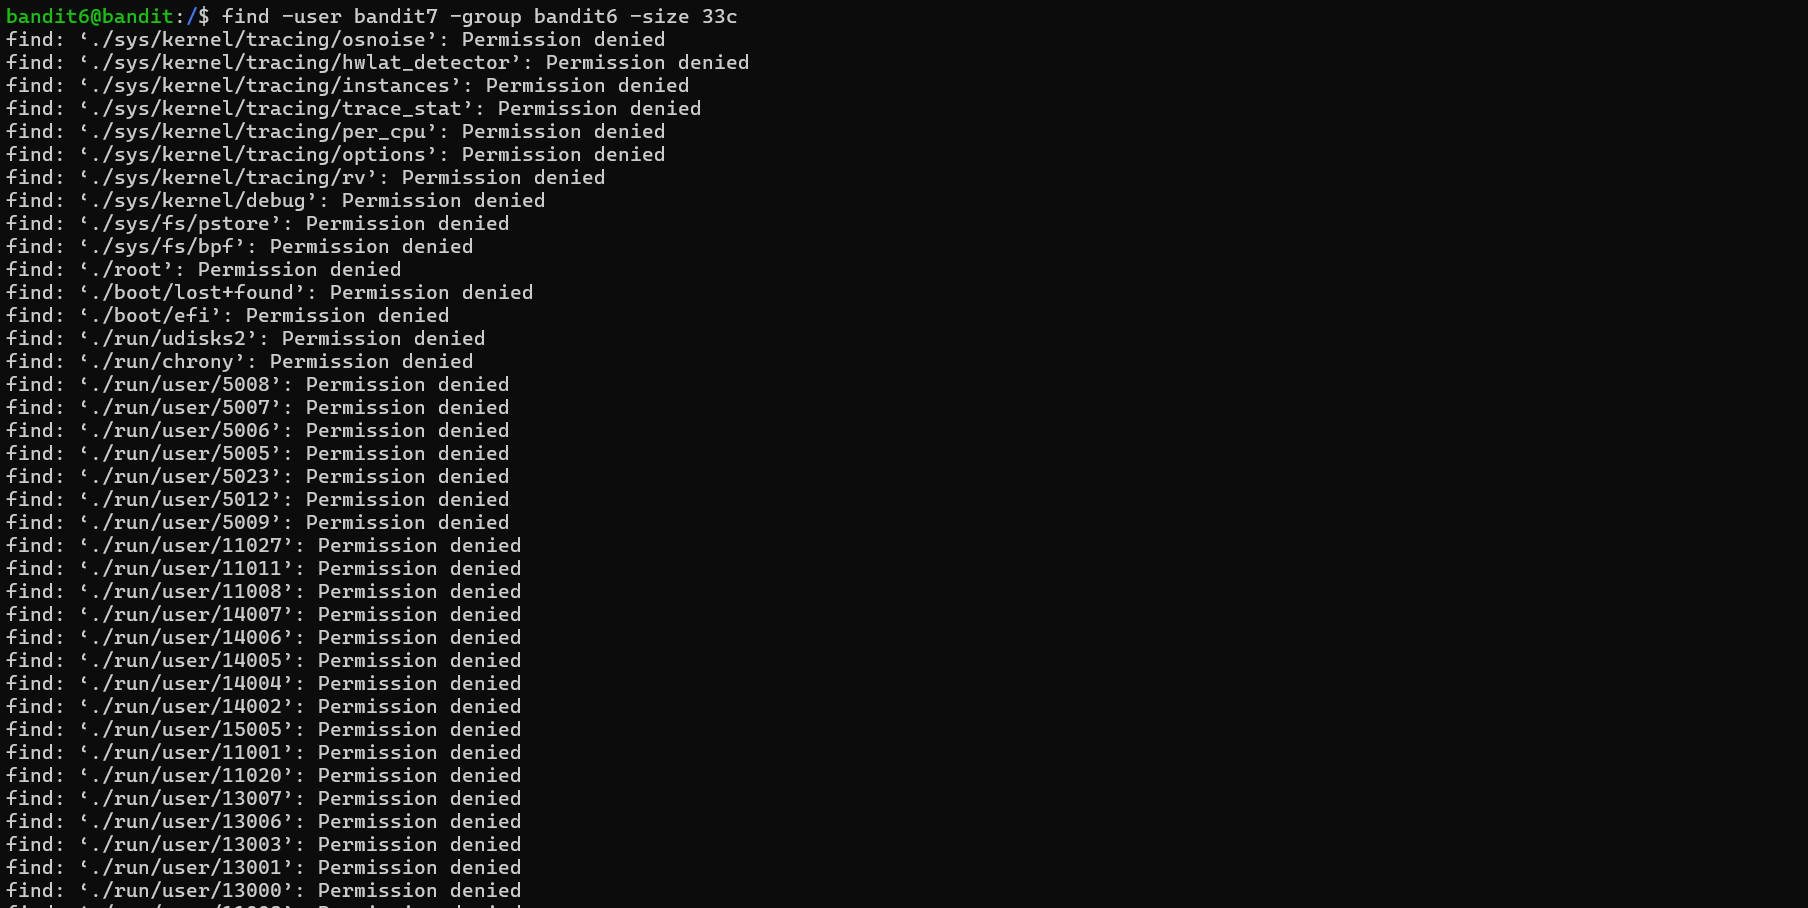 bandit6@bandit:/$ find -user bandit7 -group bandit6 -size 33c
find: ‘./sys/kernel/tracing/osnoise’: Permission denied
find: ‘./sys/kernel/tracing/hwlat_detector’: Permission denied
find: ‘./sys/kernel/tracing/instances’: Permission denied
find: ‘./sys/kernel/tracing/trace_stat’: Permission denied
find: ‘./sys/kernel/tracing/per_cpu’: Permission denied
find: ‘./sys/kernel/tracing/options’: Permission denied
find: ‘./sys/kernel/tracing/rv’: Permission denied
find: ‘./sys/kernel/debug’: Permission denied
find: ‘./sys/fs/pstore’: Permission denied
find: ‘./sys/fs/bpf’: Permission denied
find: ‘./root’: Permission denied
find: ‘./boot/lost+found’: Permission denied
find: ‘./boot/efi’: Permission denied
find: ‘./run/udisks2’: Permission denied
find: ‘./run/chrony’: Permission denied
find: ‘./run/user/5008’: Permission denied
find: ‘./run/user/5007’: Permission denied
find: ‘./run/user/5006’: Permission denied
find: ‘./run/user/5005’: Permission denied
find: ‘./run/user/5023’: Permission denied
find: ‘./run/user/5012’: Permission denied
find: ‘./run/user/5009’: Permission denied
find: ‘./run/user/11027’: Permission denied
find: ‘./run/user/11011’: Permission denied
find: ‘./run/user/11008’: Permission denied
find: ‘./run/user/14007’: Permission denied
find: ‘./run/user/14006’: Permission denied
find: ‘./run/user/14005’: Permission denied
find: ‘./run/user/14004’: Permission denied
find: ‘./run/user/14002’: Permission denied
find: ‘./run/user/15005’: Permission denied
find: ‘./run/user/11001’: Permission denied
find: ‘./run/user/11020’: Permission denied
find: ‘./run/user/13007’: Permission denied
find: ‘./run/user/13006’: Permission denied
find: ‘./run/user/13003’: Permission denied
find: ‘./run/user/13001’: Permission denied
find: ‘./run/user/13000’: Permission denied